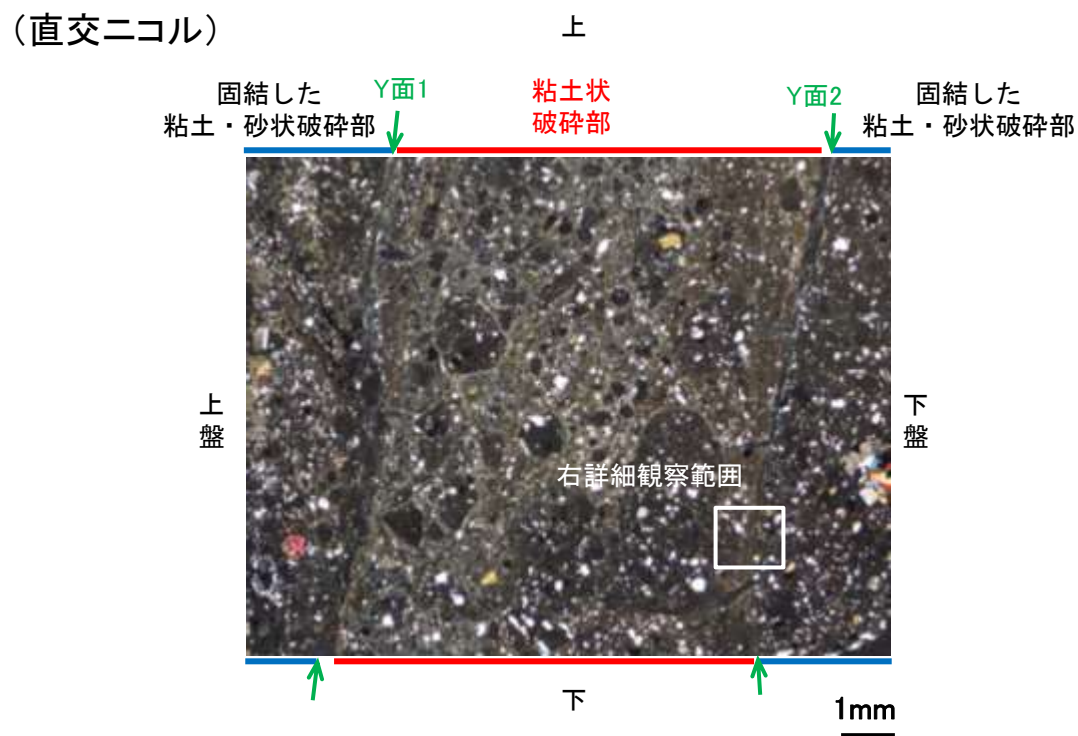 （直交ニコル）
上
固結した
粘土・砂状破砕部
Y面1
粘土状
破砕部
Y面2
固結した
粘土・砂状破砕部
上
盤
下
盤
右詳細観察範囲
下
1mm